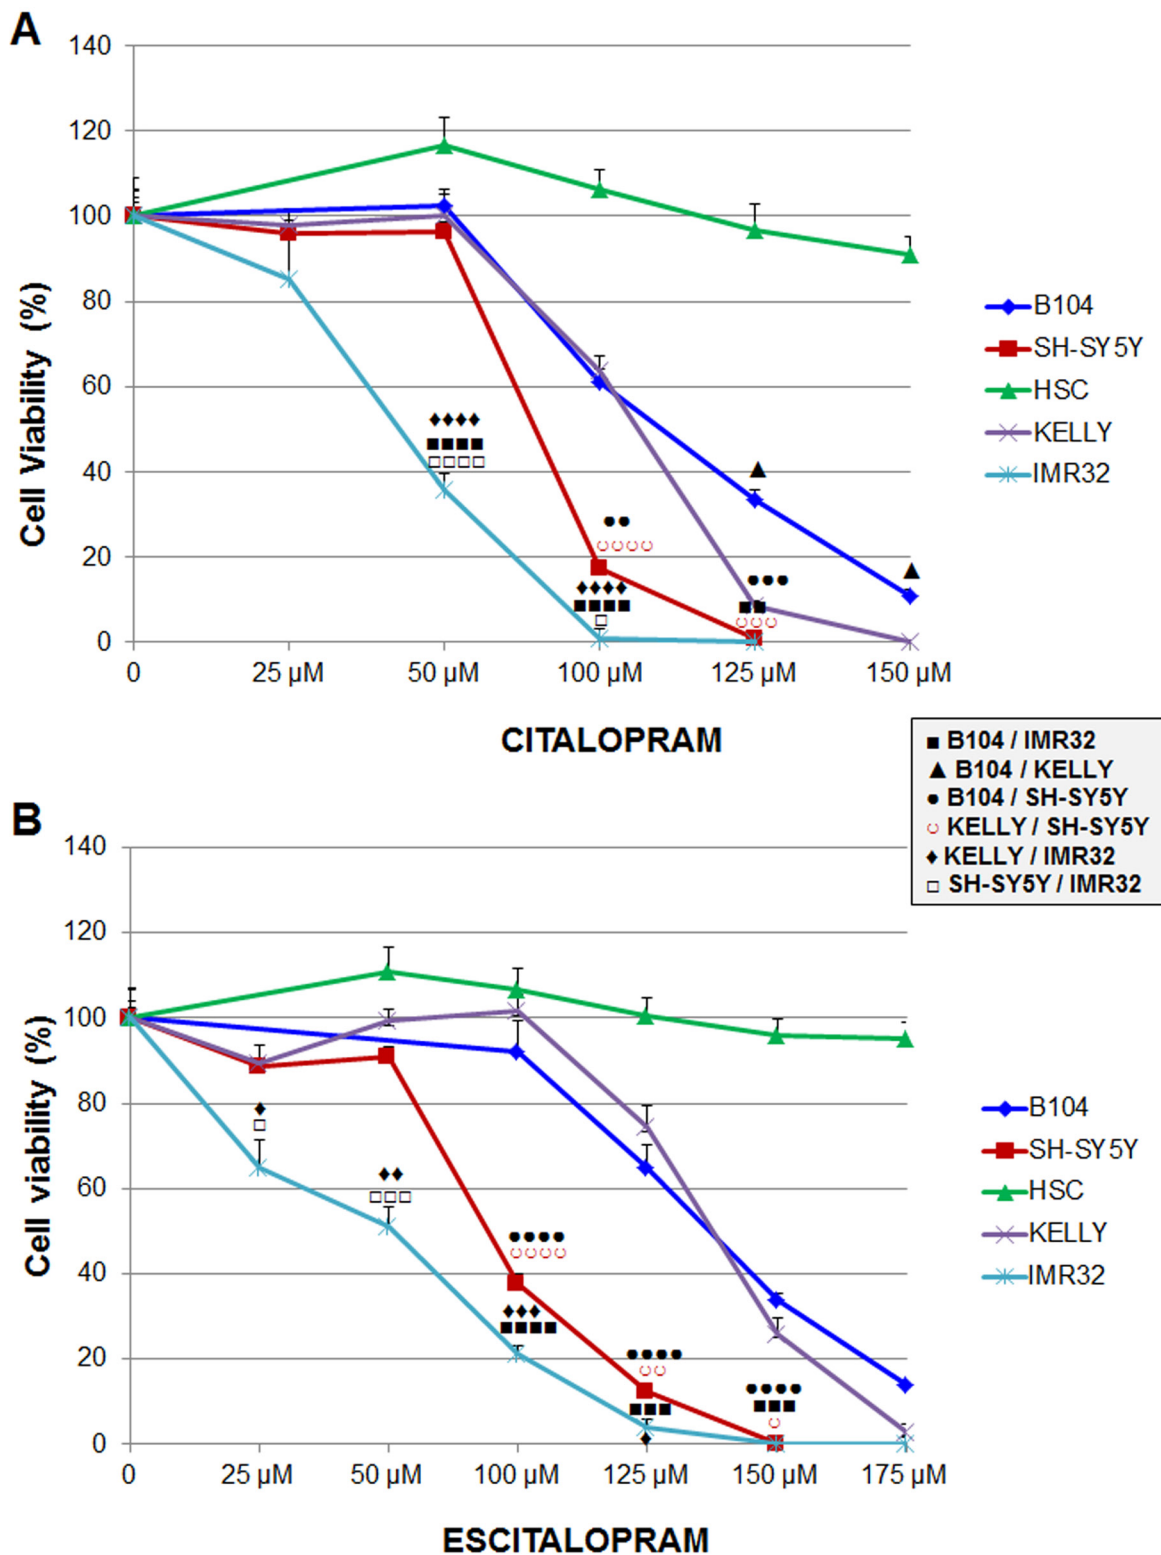 A
140
120
100
80
60
40
20
0
Cell Viability (%)
0 25 µM 50 µM 100 µM 125 µM 150 µM
CITALOPRAM
B104
SH-SY5Y
HSC
KELLY
IMR32
■ B104 / IMR32
▲ B104 / KELLY
● B104 / SH-SY5Y
○ KELLY / SH-SY5Y
♦ KELLY / IMR32
□ SH-SY5Y / IMR32
B
140
120
100
80
60
40
20
0
Cell viability (%)
0 25 µM 50 µM 100 µM 125 µM 150 µM 175 µM
ESCITALOPRAM
B104
SH-SY5Y
HSC
KELLY
IMR32